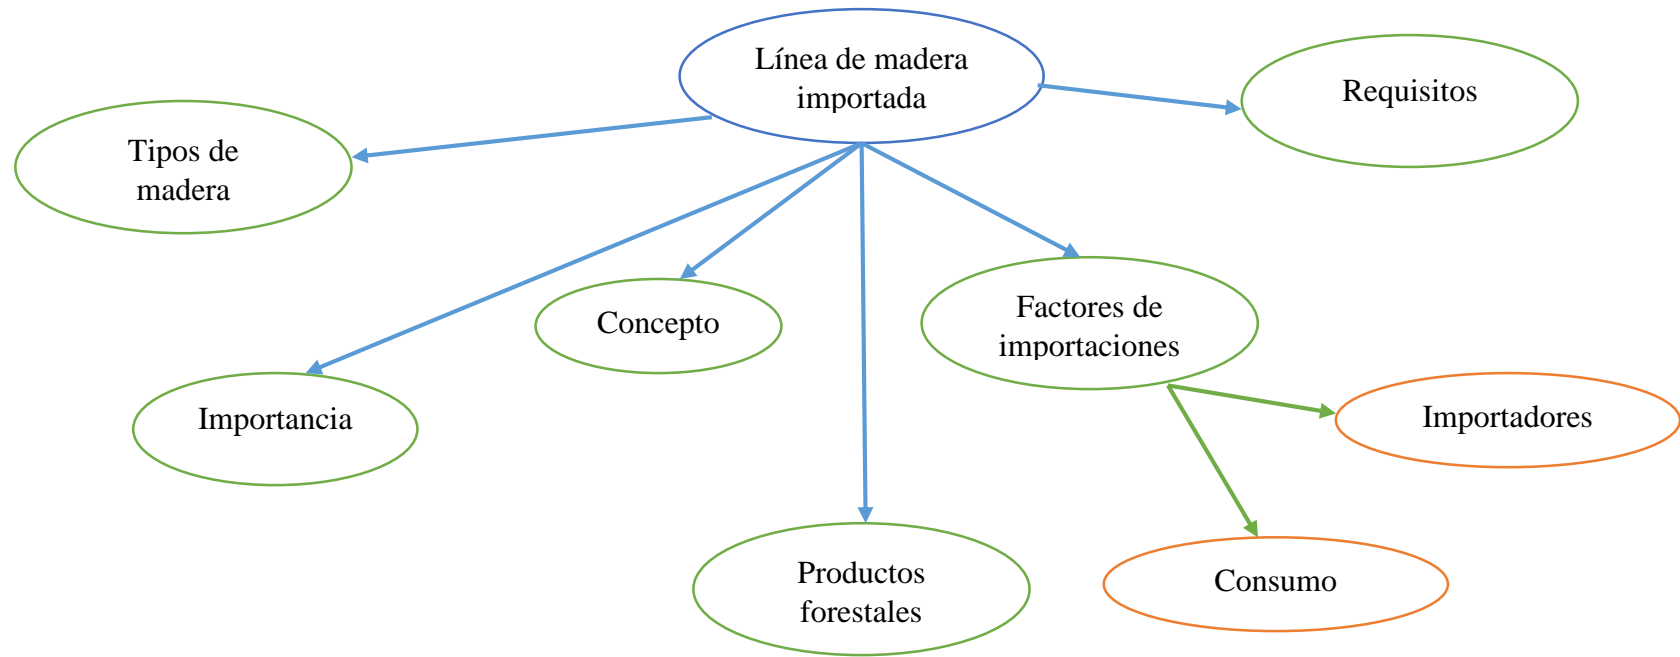 Línea de madera
importada
Requisitos
Tipos de
madera
Concepto
Factores de
importaciones
Importancia
Importadores
Productos
forestales
Consumo